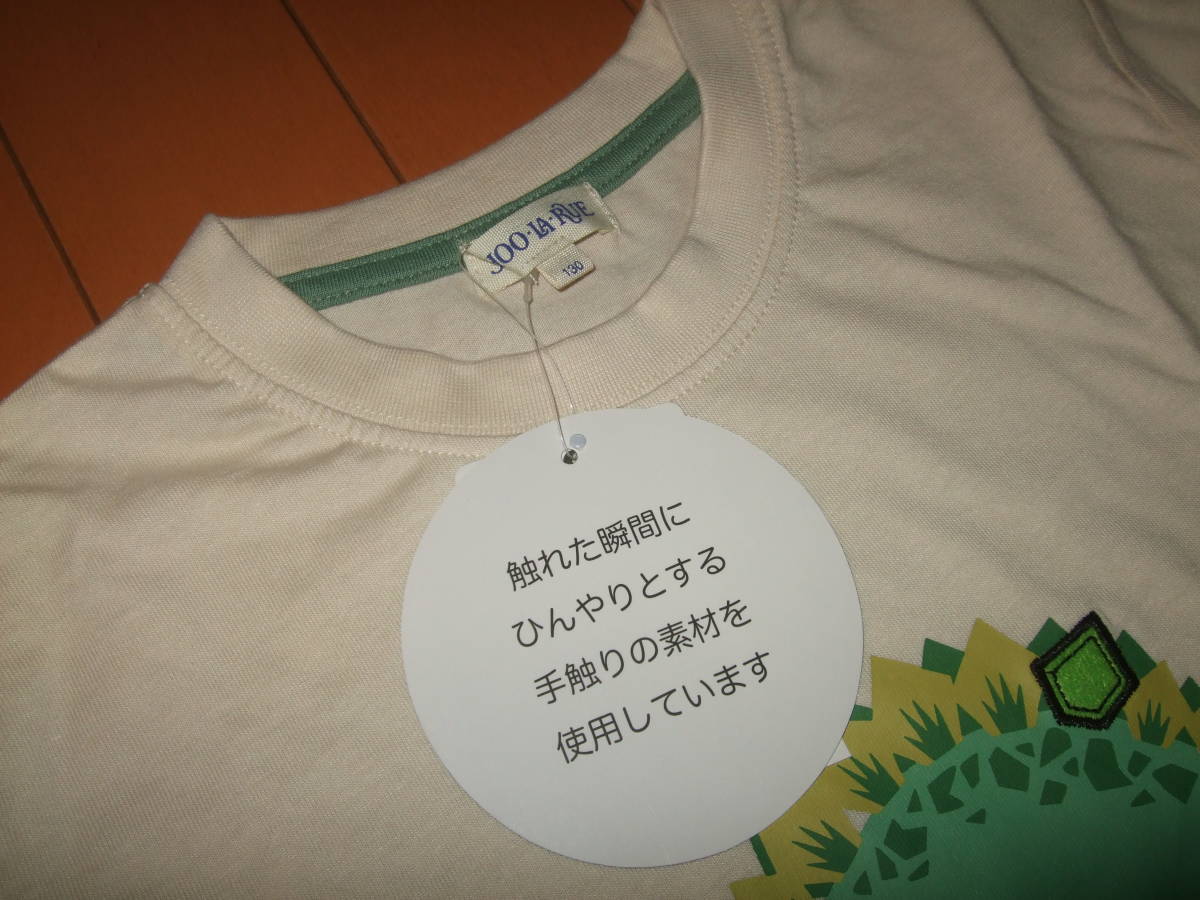 JOO·LA·RUE
130
触れた瞬間に
ひんやりとする
手触りの素材を
使用しています